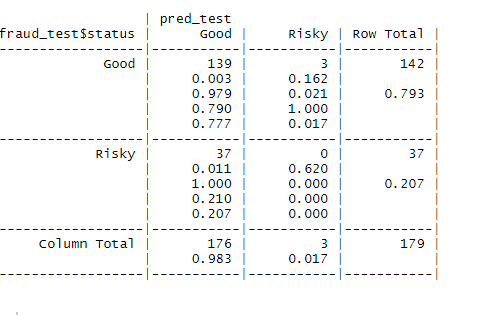 | pred_test
fraud_test$status | Good | Risky | Row Total |
------------------|-----------|-----------|-----------|
Good | 139 | 3 | 142 |
| 0.003 | 0.162 | |
| 0.979 | 0.021 | 0.793 |
| 0.790 | 1.000 | |
| 0.777 | 0.017 | |
------------------|-----------|-----------|-----------|
Risky | 37 | 0 | 37 |
| 0.011 | 0.620 | |
| 1.000 | 0.000 | 0.207 |
| 0.210 | 0.000 | |
| 0.207 | 0.000 | |
------------------|-----------|-----------|-----------|
Column Total | 176 | 3 | 179 |
| 0.983 | 0.017 | |
------------------|-----------|-----------|-----------|